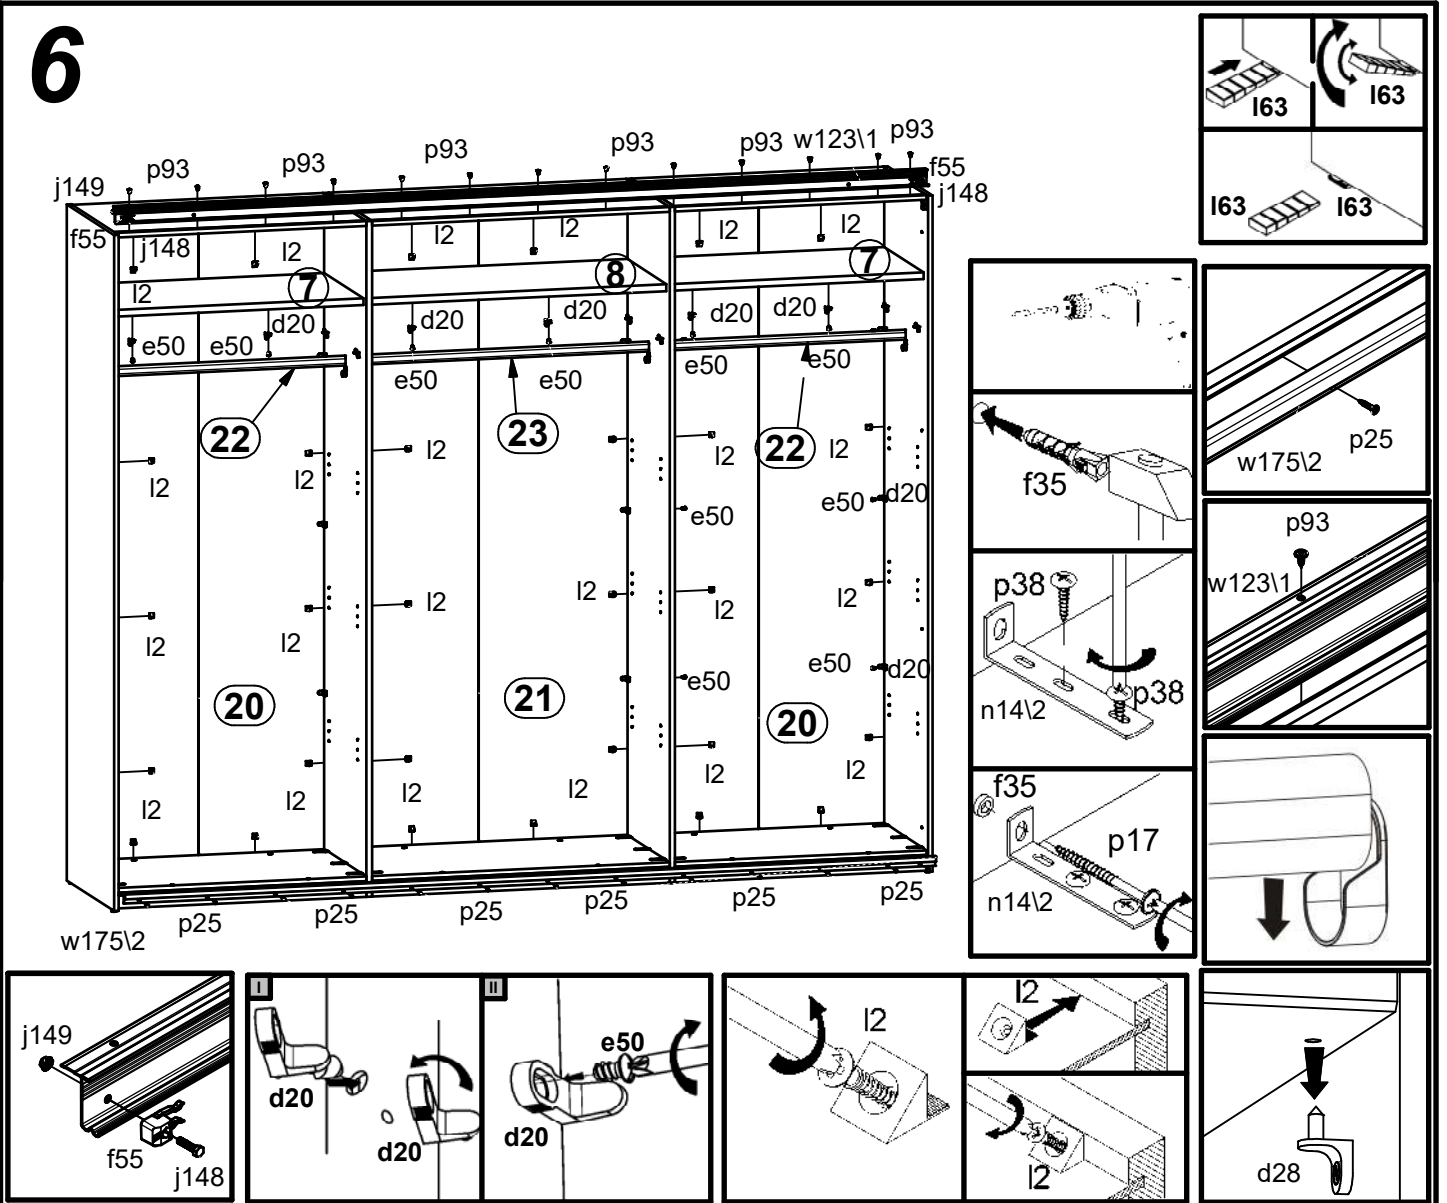 6
p93 p93 p93 p93 p93 w123\1 p93
j149 f55
j148
f55 j148 l2 l2 l2 l2 l2
l2 7 8 7
d20 d20 d20 d20
e50 e50 e50 e50 e50 e50
22 23 22
l2 l2 l2 l2 l2
e50 e50 d20
l2 l2 l2 l2 l2 l2
e50 e50 d20
20 21 20
l2 l2 l2 l2 l2 l2
p25 p25 p25 p25 p25 p25
w175\2
l63 l63
l63 l63
f35
p38
p38
n14\2
f35
p17
n14\2
p25
w175\2
p93
w123\1
j149
f55
j148
I
d20
d20
II
e50
d20
l2
l2
l2
d28